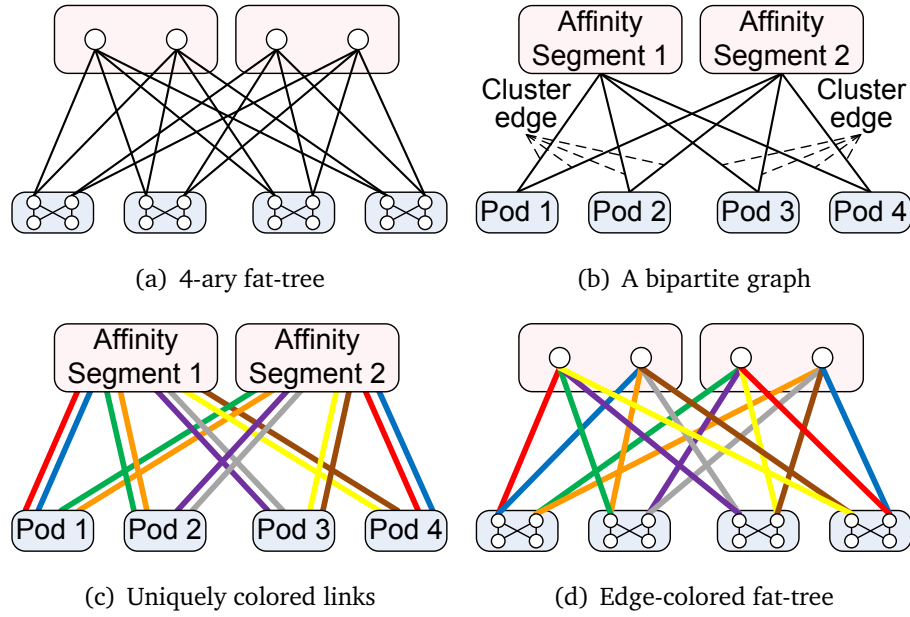 Affinity
Segment 1
Affinity
Segment 2
Cluster
edge
Cluster
edge
Pod 1
Pod 2
Pod 3
Pod 4
(a) 4-ary fat-tree
(b) A bipartite graph
Affinity
Segment 1
Affinity
Segment 2
Pod 1
Pod 2
Pod 3
Pod 4
(c) Uniquely colored links
(d) Edge-colored fat-tree